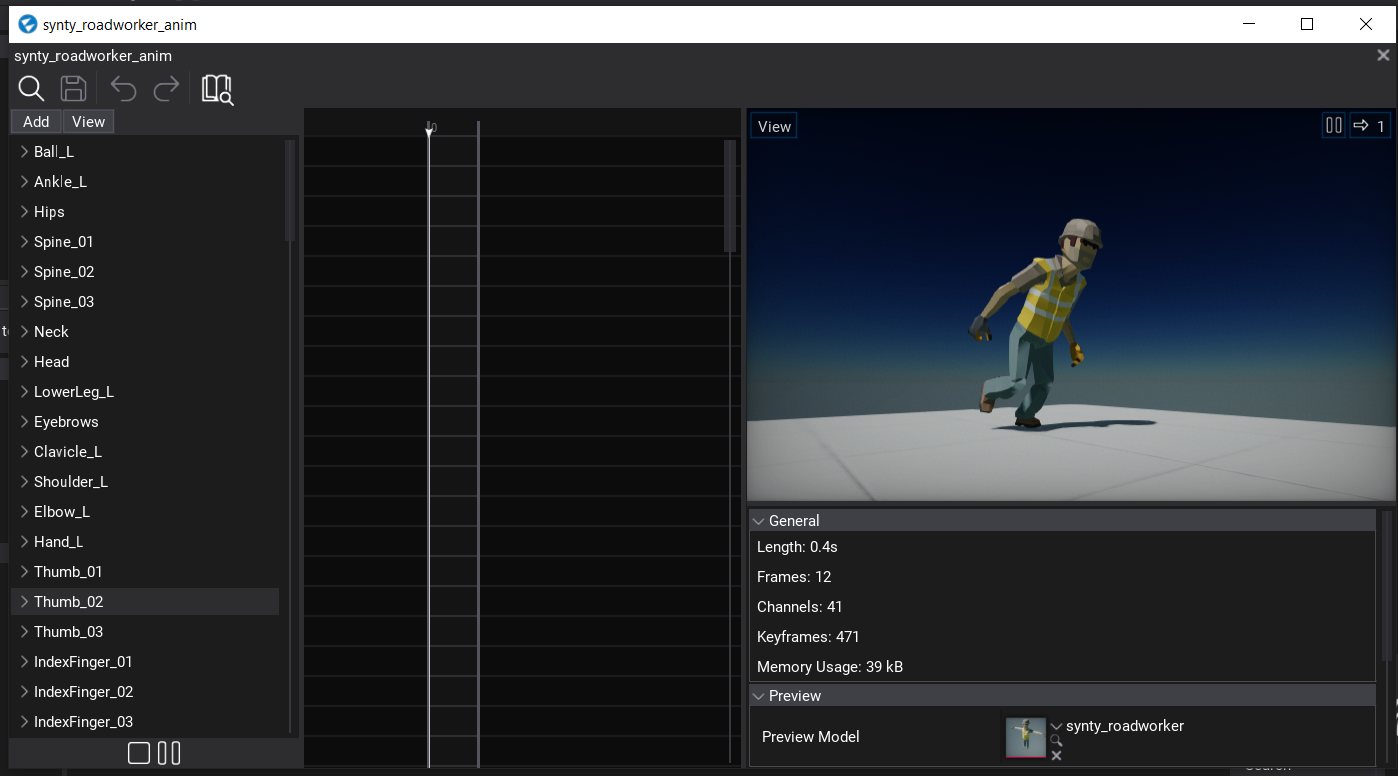 synty_roadworker_anim
synty_roadworker_anim
Add View
Ball_L
Ankle_L
Hips
Spine_01
Spine_02
Spine_03
Neck
Head
LowerLeg_L
Eyebrows
Clavicle_L
Shoulder_L
Elbow_L
Hand_L
Thumb_01
Thumb_02
Thumb_03
IndexFinger_01
IndexFinger_02
IndexFinger_03
0
View
1
General
Length: 0.4s
Frames: 12
Channels: 41
Keyframes: 471
Memory Usage: 39 kB
Preview
Preview Model
synty_roadworker